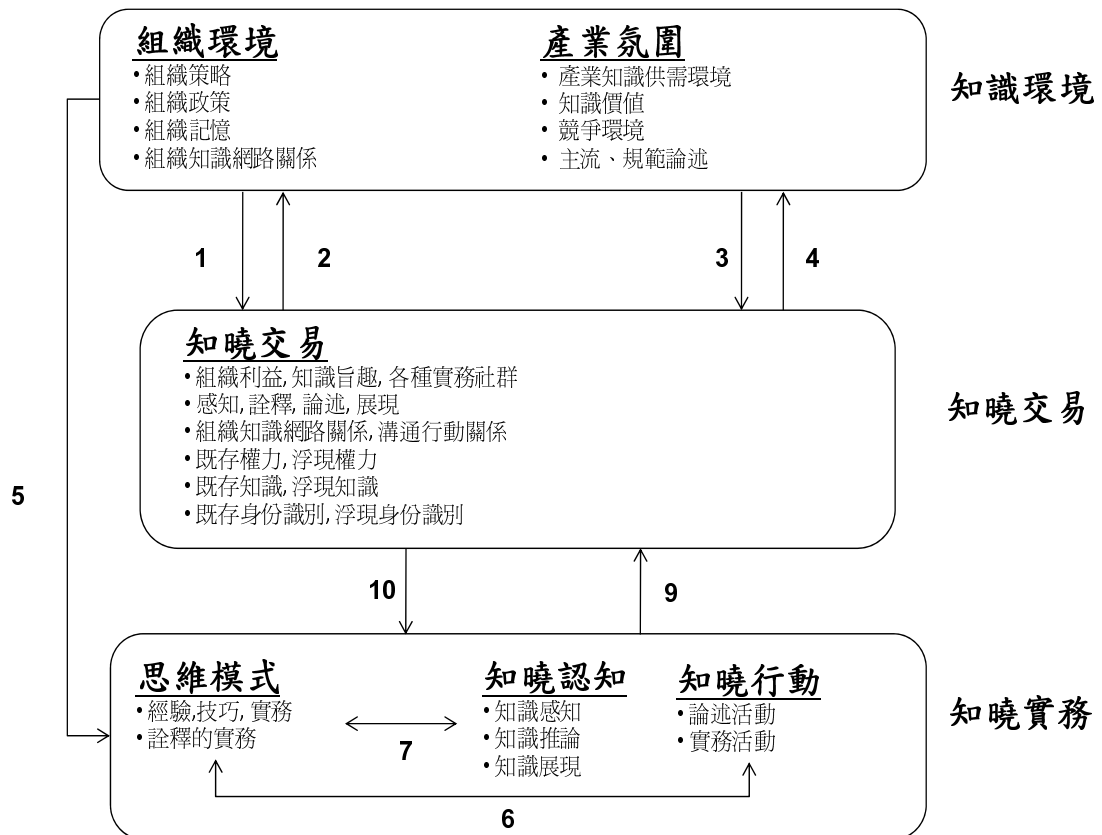 組織環境
•組織策略
•組織政策
•組織記憶
•組織知識網路關係
產業氛圍
• 產業知識供需環境
• 知識價值
• 競爭環境
• 主流、規範論述
知識環境
1
2
3
4
知曉交易
•組織利益, 知識旨趣, 各種實務社群
•感知, 詮釋, 論述, 展現
•組織知識網路關係, 溝通行動關係
•既存權力, 浮現權力
•既存知識, 浮現知識
•既存身份識別, 浮現身份識別
知曉交易
5
10
9
思維模式
•經驗,技巧, 實務
•詮釋的實務
7
知曉認知
• 知識感知
• 知識推論
• 知識展現
知曉行動
• 論述活動
• 實務活動
知曉實務
6